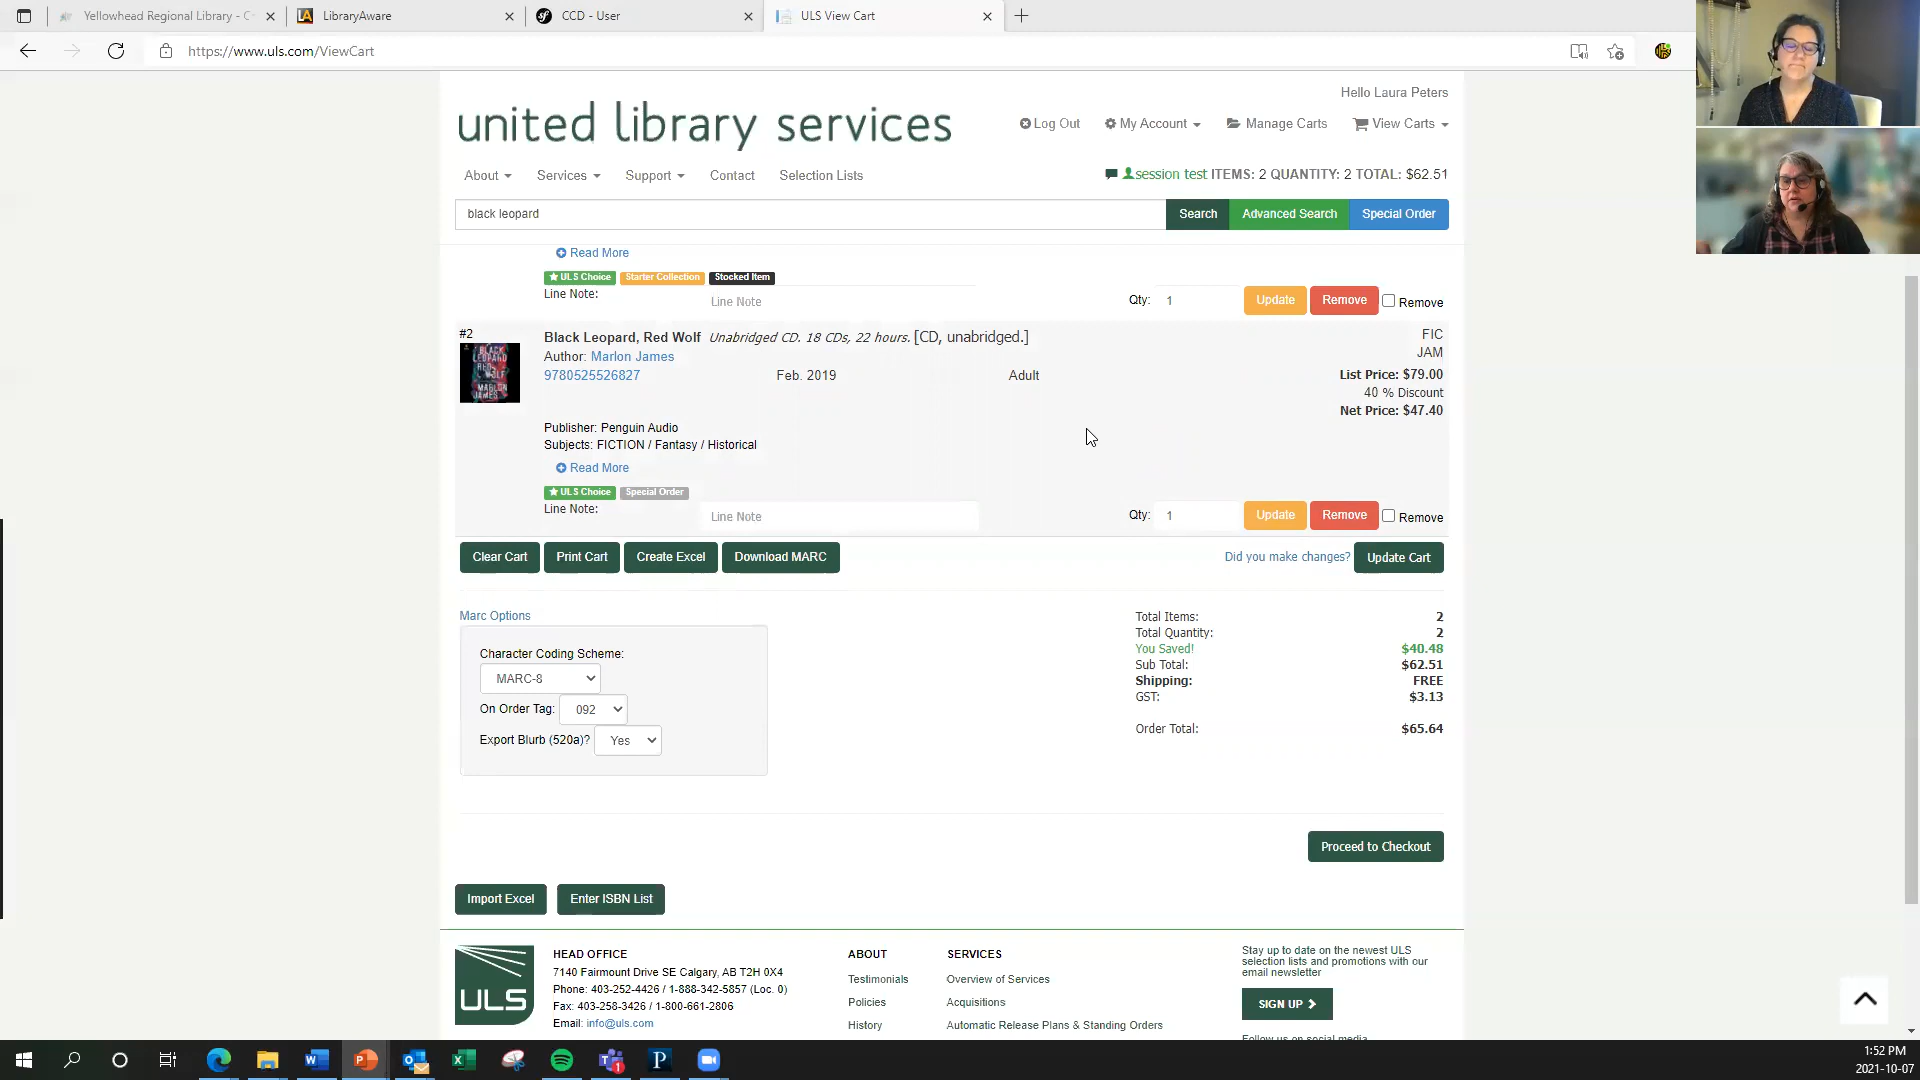 Yellowhead Regional Library - C
LibraryAware
CCD - User
ULS View Cart
https://www.uls.com/ViewCart
Hello Laura Peters
united library services
Log Out
My Account
Manage Carts
View Carts
About
Services
Support
Contact
Selection Lists
session test ITEMS: 2 QUANTITY: 2 TOTAL: $62.51
black leopard
Search
Advanced Search
Special Order
Read More
ULS Choice
Starter Collection
Stocked Item
Line Note:
Line Note
Qty: 1
Update
Remove
Remove
#2
Black Leopard, Red Wolf Unabridged CD. 18 CDs, 22 hours. [CD, unabridged.]
FIC
JAM
Author: Marlon James
9780525526827
Feb. 2019
Adult
List Price: $79.00
40 % Discount
Net Price: $47.40
BLACK
LEOPARD
RED
WOLF
MARLON
JAMES
Publisher: Penguin Audio
Subjects: FICTION / Fantasy / Historical
Read More
ULS Choice
Special Order
Line Note:
Line Note
Qty: 1
Update
Remove
Remove
Clear Cart
Print Cart
Create Excel
Download MARC
Did you make changes?
Update Cart
Marc Options
Character Coding Scheme:
MARC-8
On Order Tag: 092
Export Blurb (520a)? Yes
Total Items: 2
Total Quantity: 2
You Saved! $40.48
Sub Total: $62.51
Shipping: FREE
GST: $3.13
Order Total: $65.64
Proceed to Checkout
Import Excel
Enter ISBN List
ULS
HEAD OFFICE
7140 Fairmount Drive SE Calgary, AB T2H 0X4
Phone: 403-252-4426 / 1-888-342-5857 (Loc. 0)
Fax: 403-258-3426 / 1-800-661-2806
Email: info@uls.com
ABOUT
Testimonials
Policies
History
SERVICES
Overview of Services
Acquisitions
Automatic Release Plans & Standing Orders
Stay up to date on the newest ULS
selection lists and promotions with our
email newsletter
SIGN UP
Follow us on social media
1:52 PM
2021-10-07